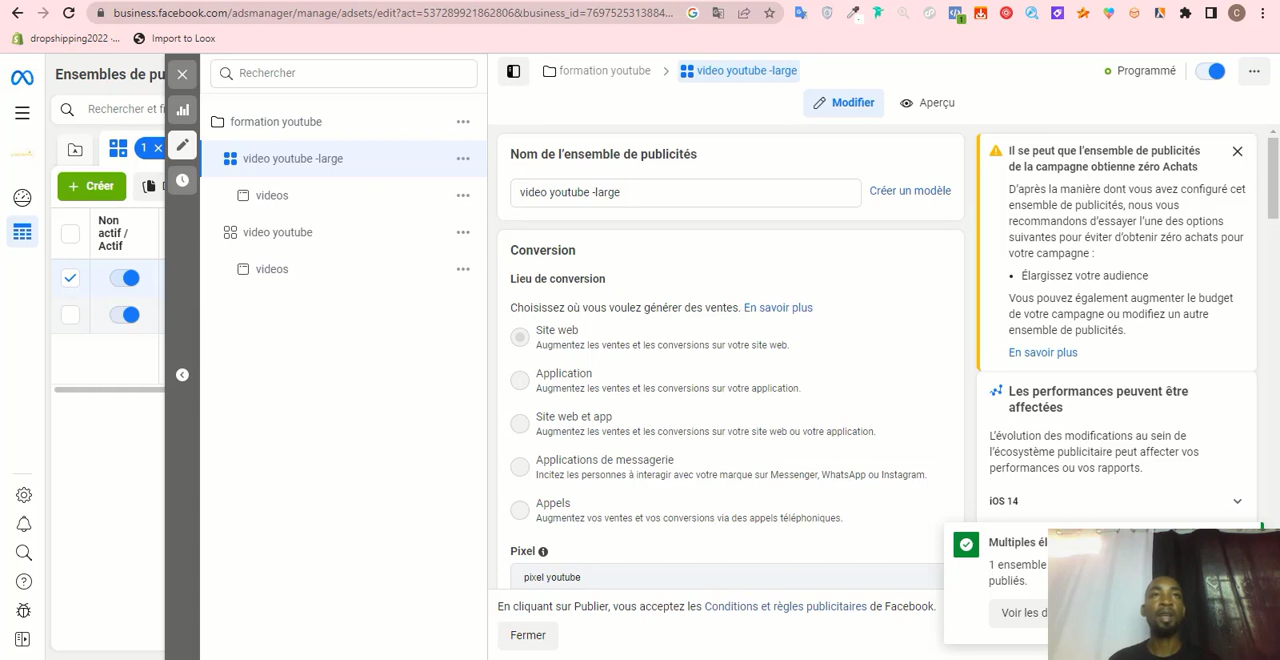 business.facebook.com/adsmanager/manage/adsets/edit?act=537289921862806&business_id=7697525313884...
dropshipping2022 -...
Import to Loox
Ensembles de pu
Rechercher et f
1
Créer
Non
actif /
Actif
Rechercher
formation youtube
video youtube -large
videos
video youtube
videos
formation youtube
video youtube -large
Programmé
Modifier
Aperçu
Nom de l'ensemble de publicités
video youtube -large
Créer un modèle
Conversion
Lieu de conversion
Choisissez où vous voulez générer des ventes. En savoir plus
Site web
Augmentez les ventes et les conversions sur votre site web.
Application
Augmentez les ventes et les conversions sur votre application.
Site web et app
Augmentez les ventes et les conversions sur votre site web ou votre application.
Applications de messagerie
Incitez les personnes à interagir avec votre marque sur Messenger, WhatsApp ou Instagram.
Appels
Augmentez vos ventes et vos conversions via des appels téléphoniques.
Pixel
pixel youtube
En cliquant sur Publier, vous acceptez les Conditions et règles publicitaires de Facebook.
Fermer
Il se peut que l'ensemble de publicités
de la campagne obtienne zéro Achats
D'après la manière dont vous avez configuré cet
ensemble de publicités, nous vous
recommandons d'essayer l'une des options
suivantes pour éviter d'obtenir zéro achats pour
votre campagne :
• Élargissez votre audience
Vous pouvez également augmenter le budget
de votre campagne ou modifiez un autre
ensemble de publicités.
En savoir plus
Les performances peuvent être
affectées
L'évolution des modifications au sein de
l'écosystème publicitaire peut affecter vos
performances ou vos rapports.
iOS 14
Multiples él
1 ensemble
publiés.
Voir les d